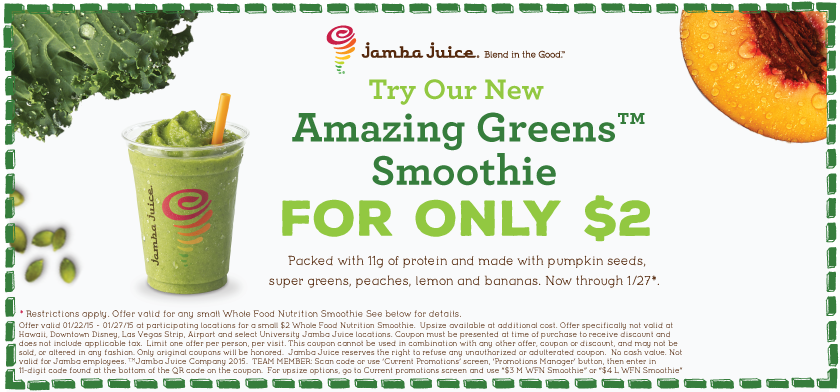 Jamba Juice. Blend in the Good.™
Try Our New
Amazing Greens™
Smoothie
FOR ONLY $2
Jamba Juice
Packed with 11g of protein and made with pumpkin seeds,
super greens, peaches, lemon and bananas. Now through 1/27*.
* Restrictions apply. Offer valid for any small Whole Food Nutrition Smoothie See below for details.
Offer valid 01/22/15 - 01/27/15 at participating locations for a small $2 Whole Food Nutrition Smoothie. Upsize available at additional cost. Offer specifically not valid at
Hawaii, Downtown Disney, Las Vegas Strip, Airport and select University Jamba Juice locations. Coupon must be presented at time of purchase to receive discount and
does not include applicable tax. Limit one offer per person, per visit. This coupon cannot be used in combination with any other offer, coupon or discount, and may not be
sold, or altered in any fashion. Only original coupons will be honored. Jamba Juice reserves the right to refuse any unauthorized or adulterated coupon. No cash value. Not
valid for Jamba employees. ™Jamba Juice Company 2015. TEAM MEMBER: Scan code or use 'Current Promotions' screen, 'Promotions Manager' button, then enter in
11-digit code found at the bottom of the QR code on the coupon. For upsize options, go to Current promotions screen and use "$3 M WFN Smoothie" or "$4 L WFN Smoothie"